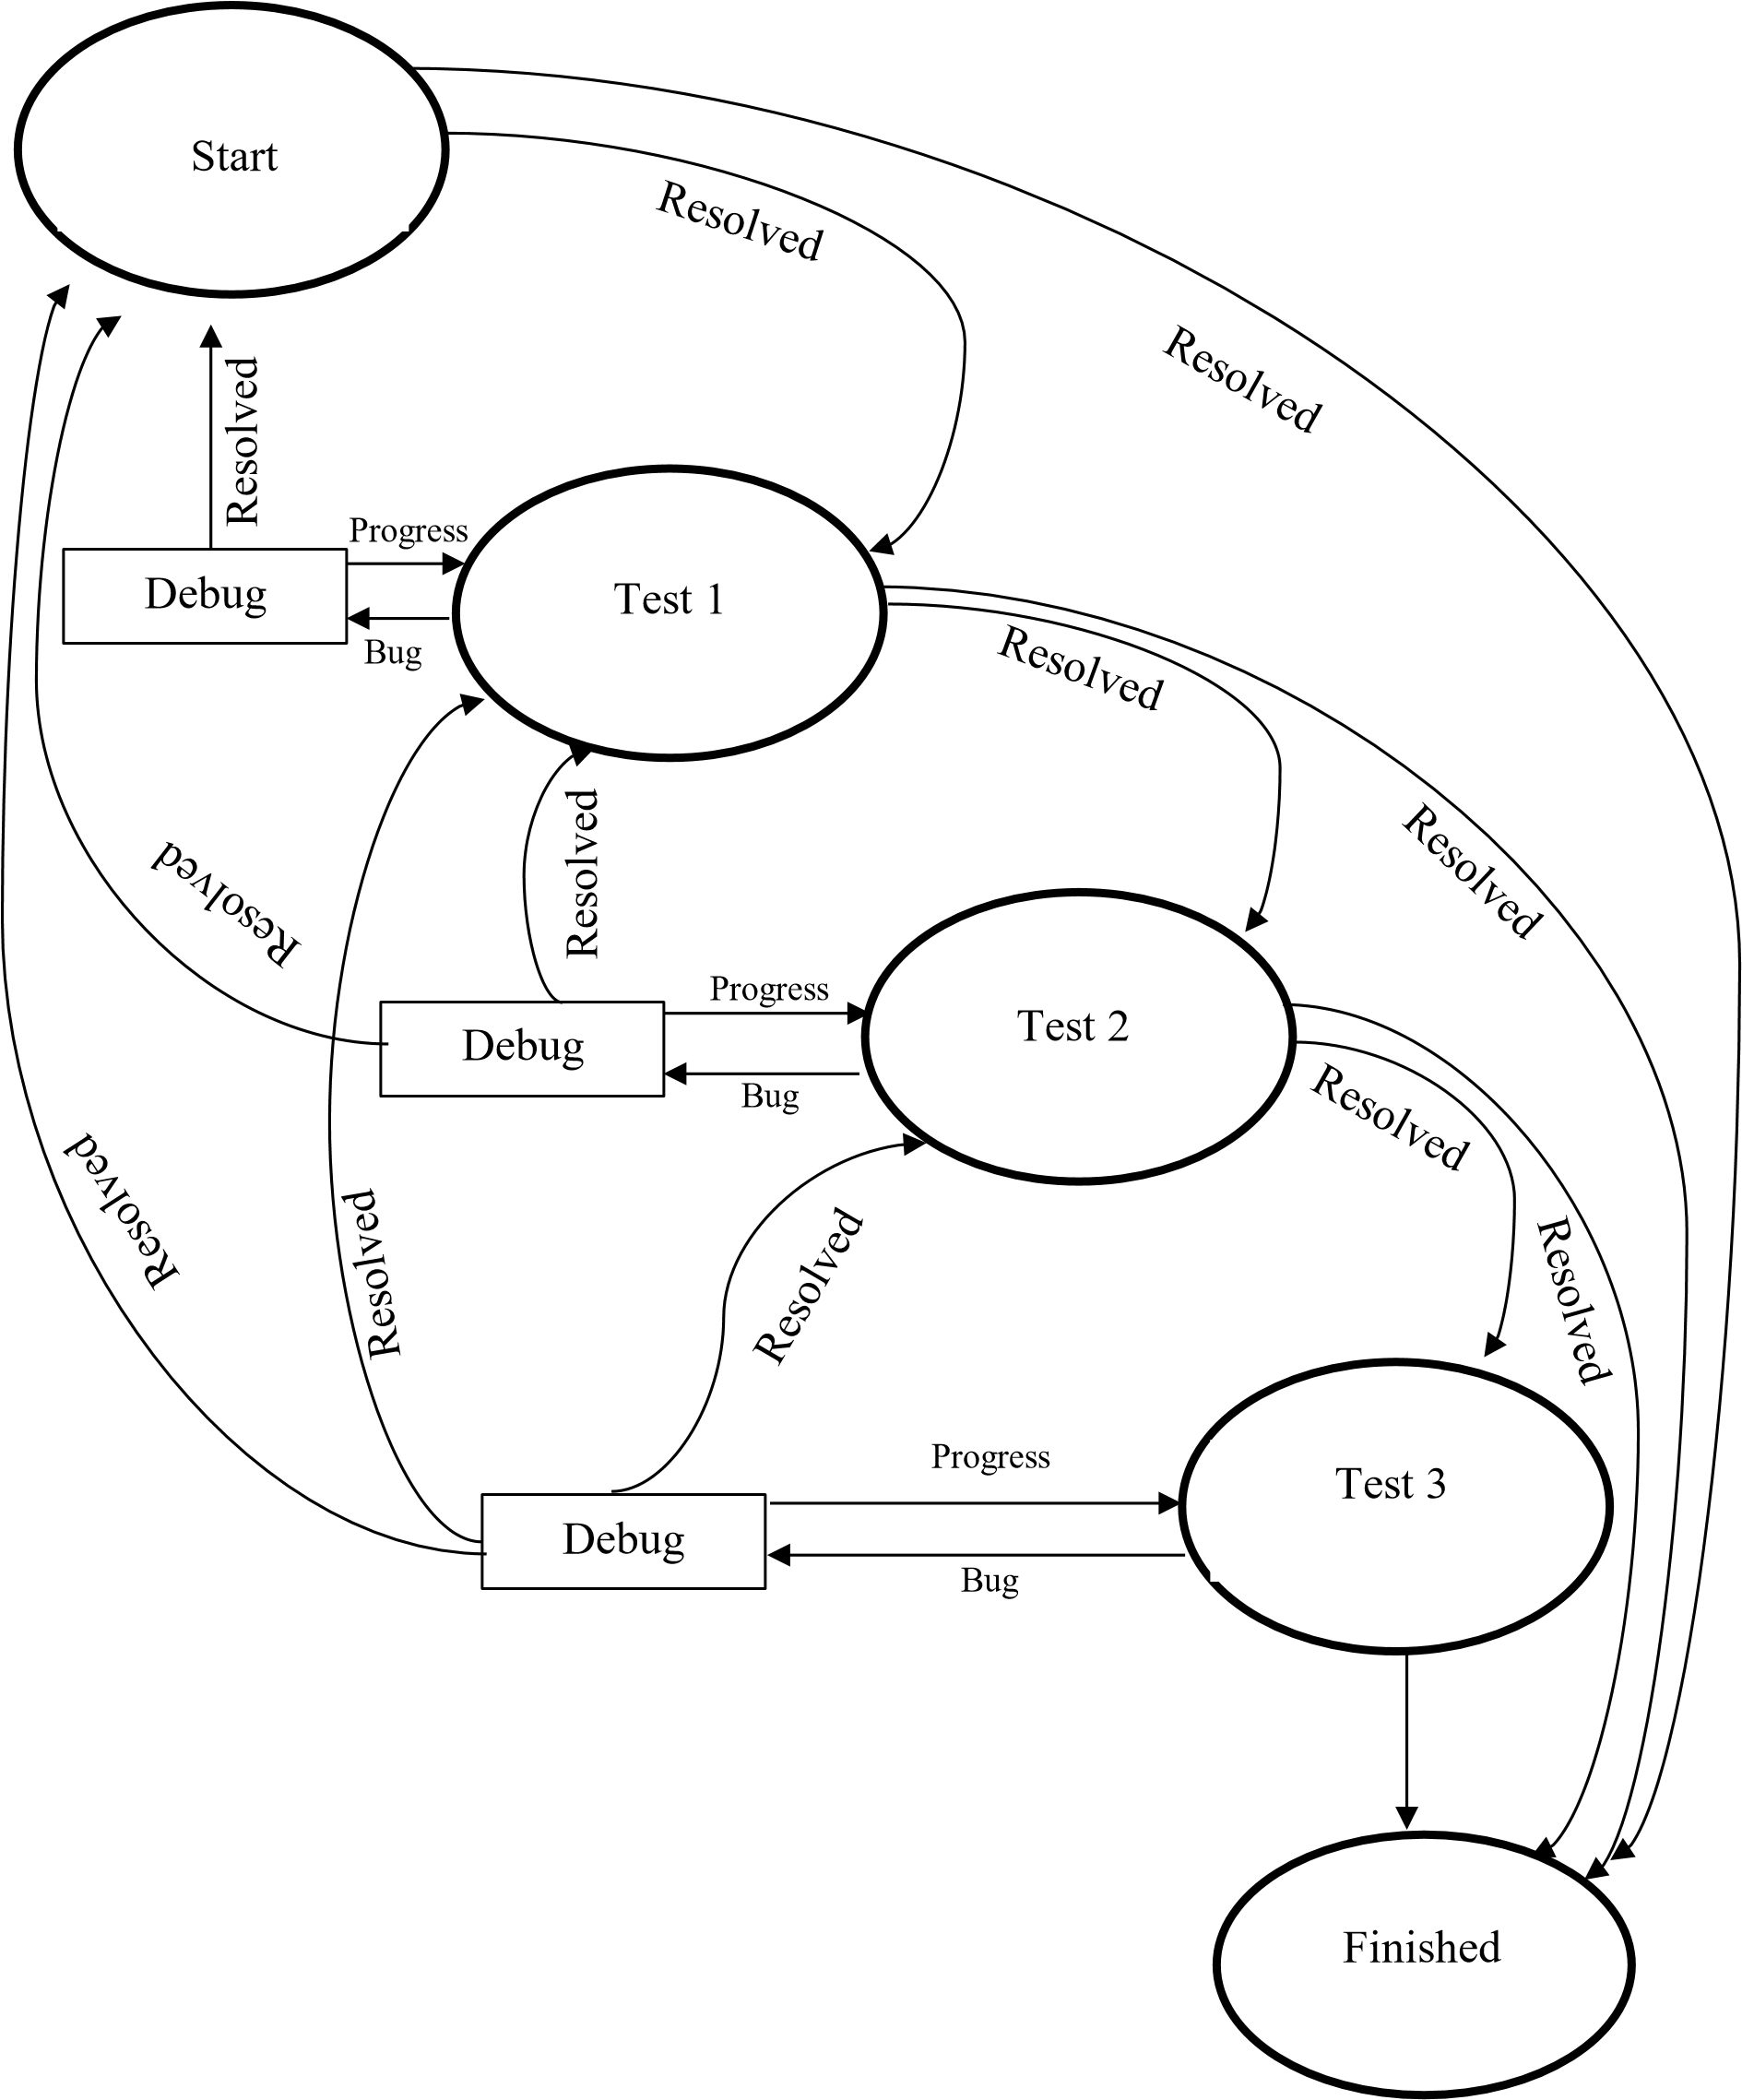 Start
Resolved
Resolved
Resolved
Progress
Debug
Test 1
Bug
Resolved
Resolved
Resolved
Resolved
Progress
Debug
Test 2
Bug
Resolved
Resolved
Resolved
Resolved
Resolved
Progress
Test 3
Debug
Bug
Finished